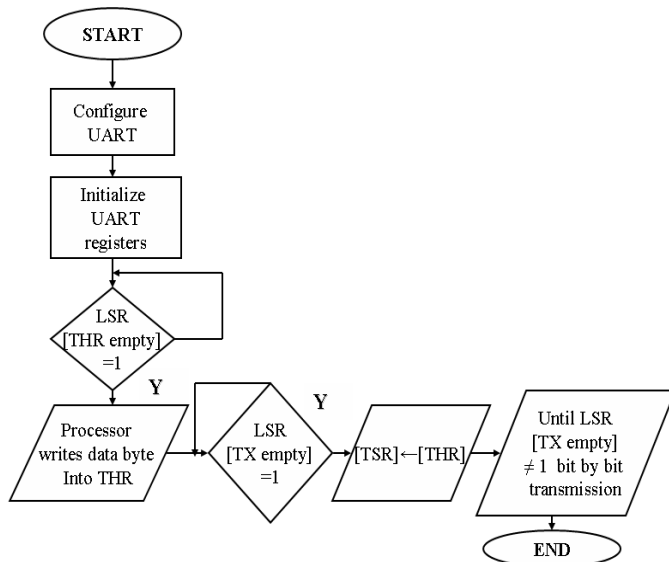 START
Configure
UART
Initialize
UART
registers
LSR
[THR empty]
=1
Y
Processor
writes data byte
Into THR
LSR
[TX empty]
=1
Y
[TSR]←[THR]
Until LSR
[TX empty]
≠ 1 bit by bit
transmission
END